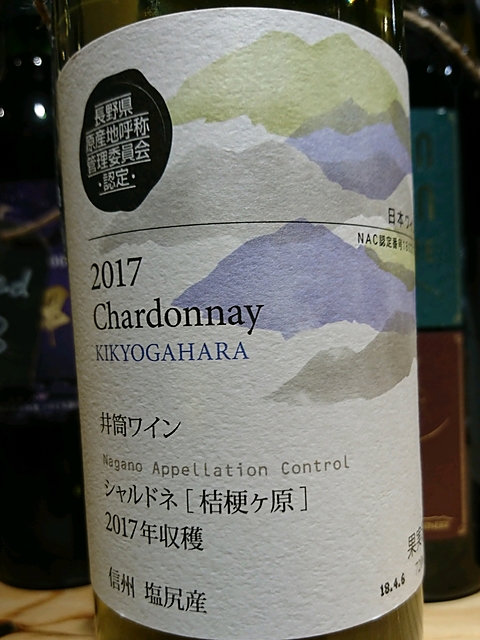 長野県
原産地呼称
管理委員会
・認定・
日本ワイ
NAC認定番号
2017
Chardonnay
KIKYOGAHARA
井筒ワイン
Nagano Appellation Control
シャルドネ[桔梗ヶ原]
2017年収穫
信州 塩尻産
果実
18.4.6